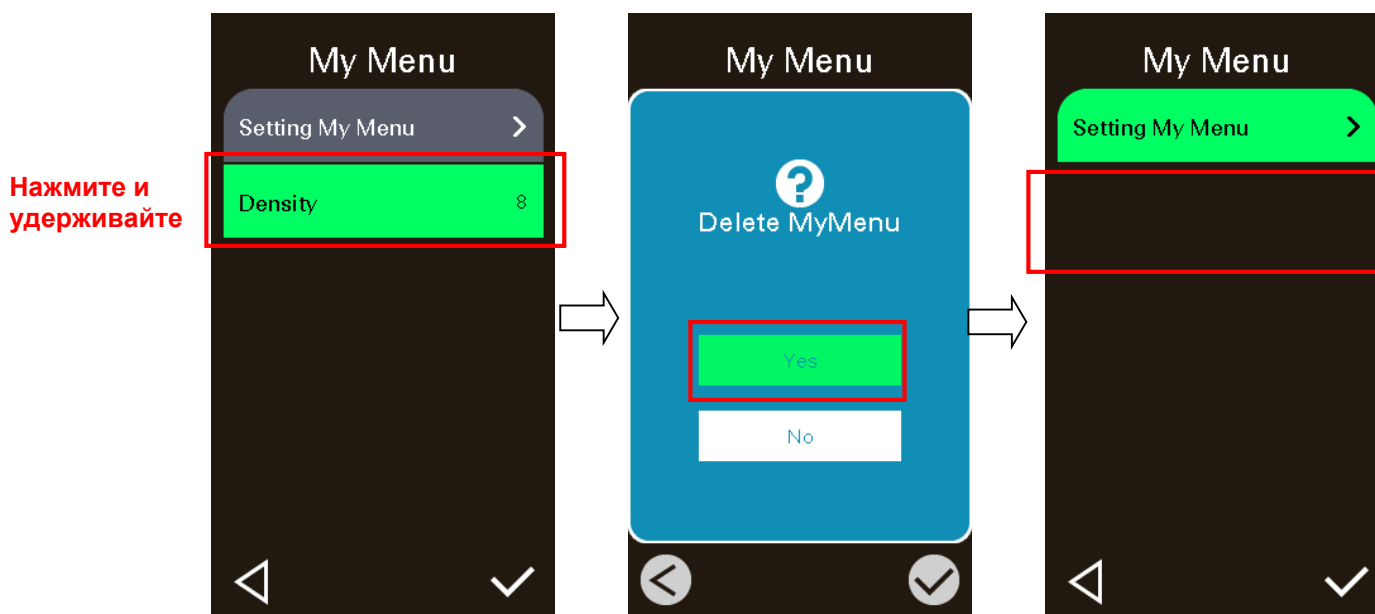 My Menu
Setting My Menu
Нажмите и
удерживайте
Density 8
My Menu
?
Delete MyMenu
Yes
No
My Menu
Setting My Menu